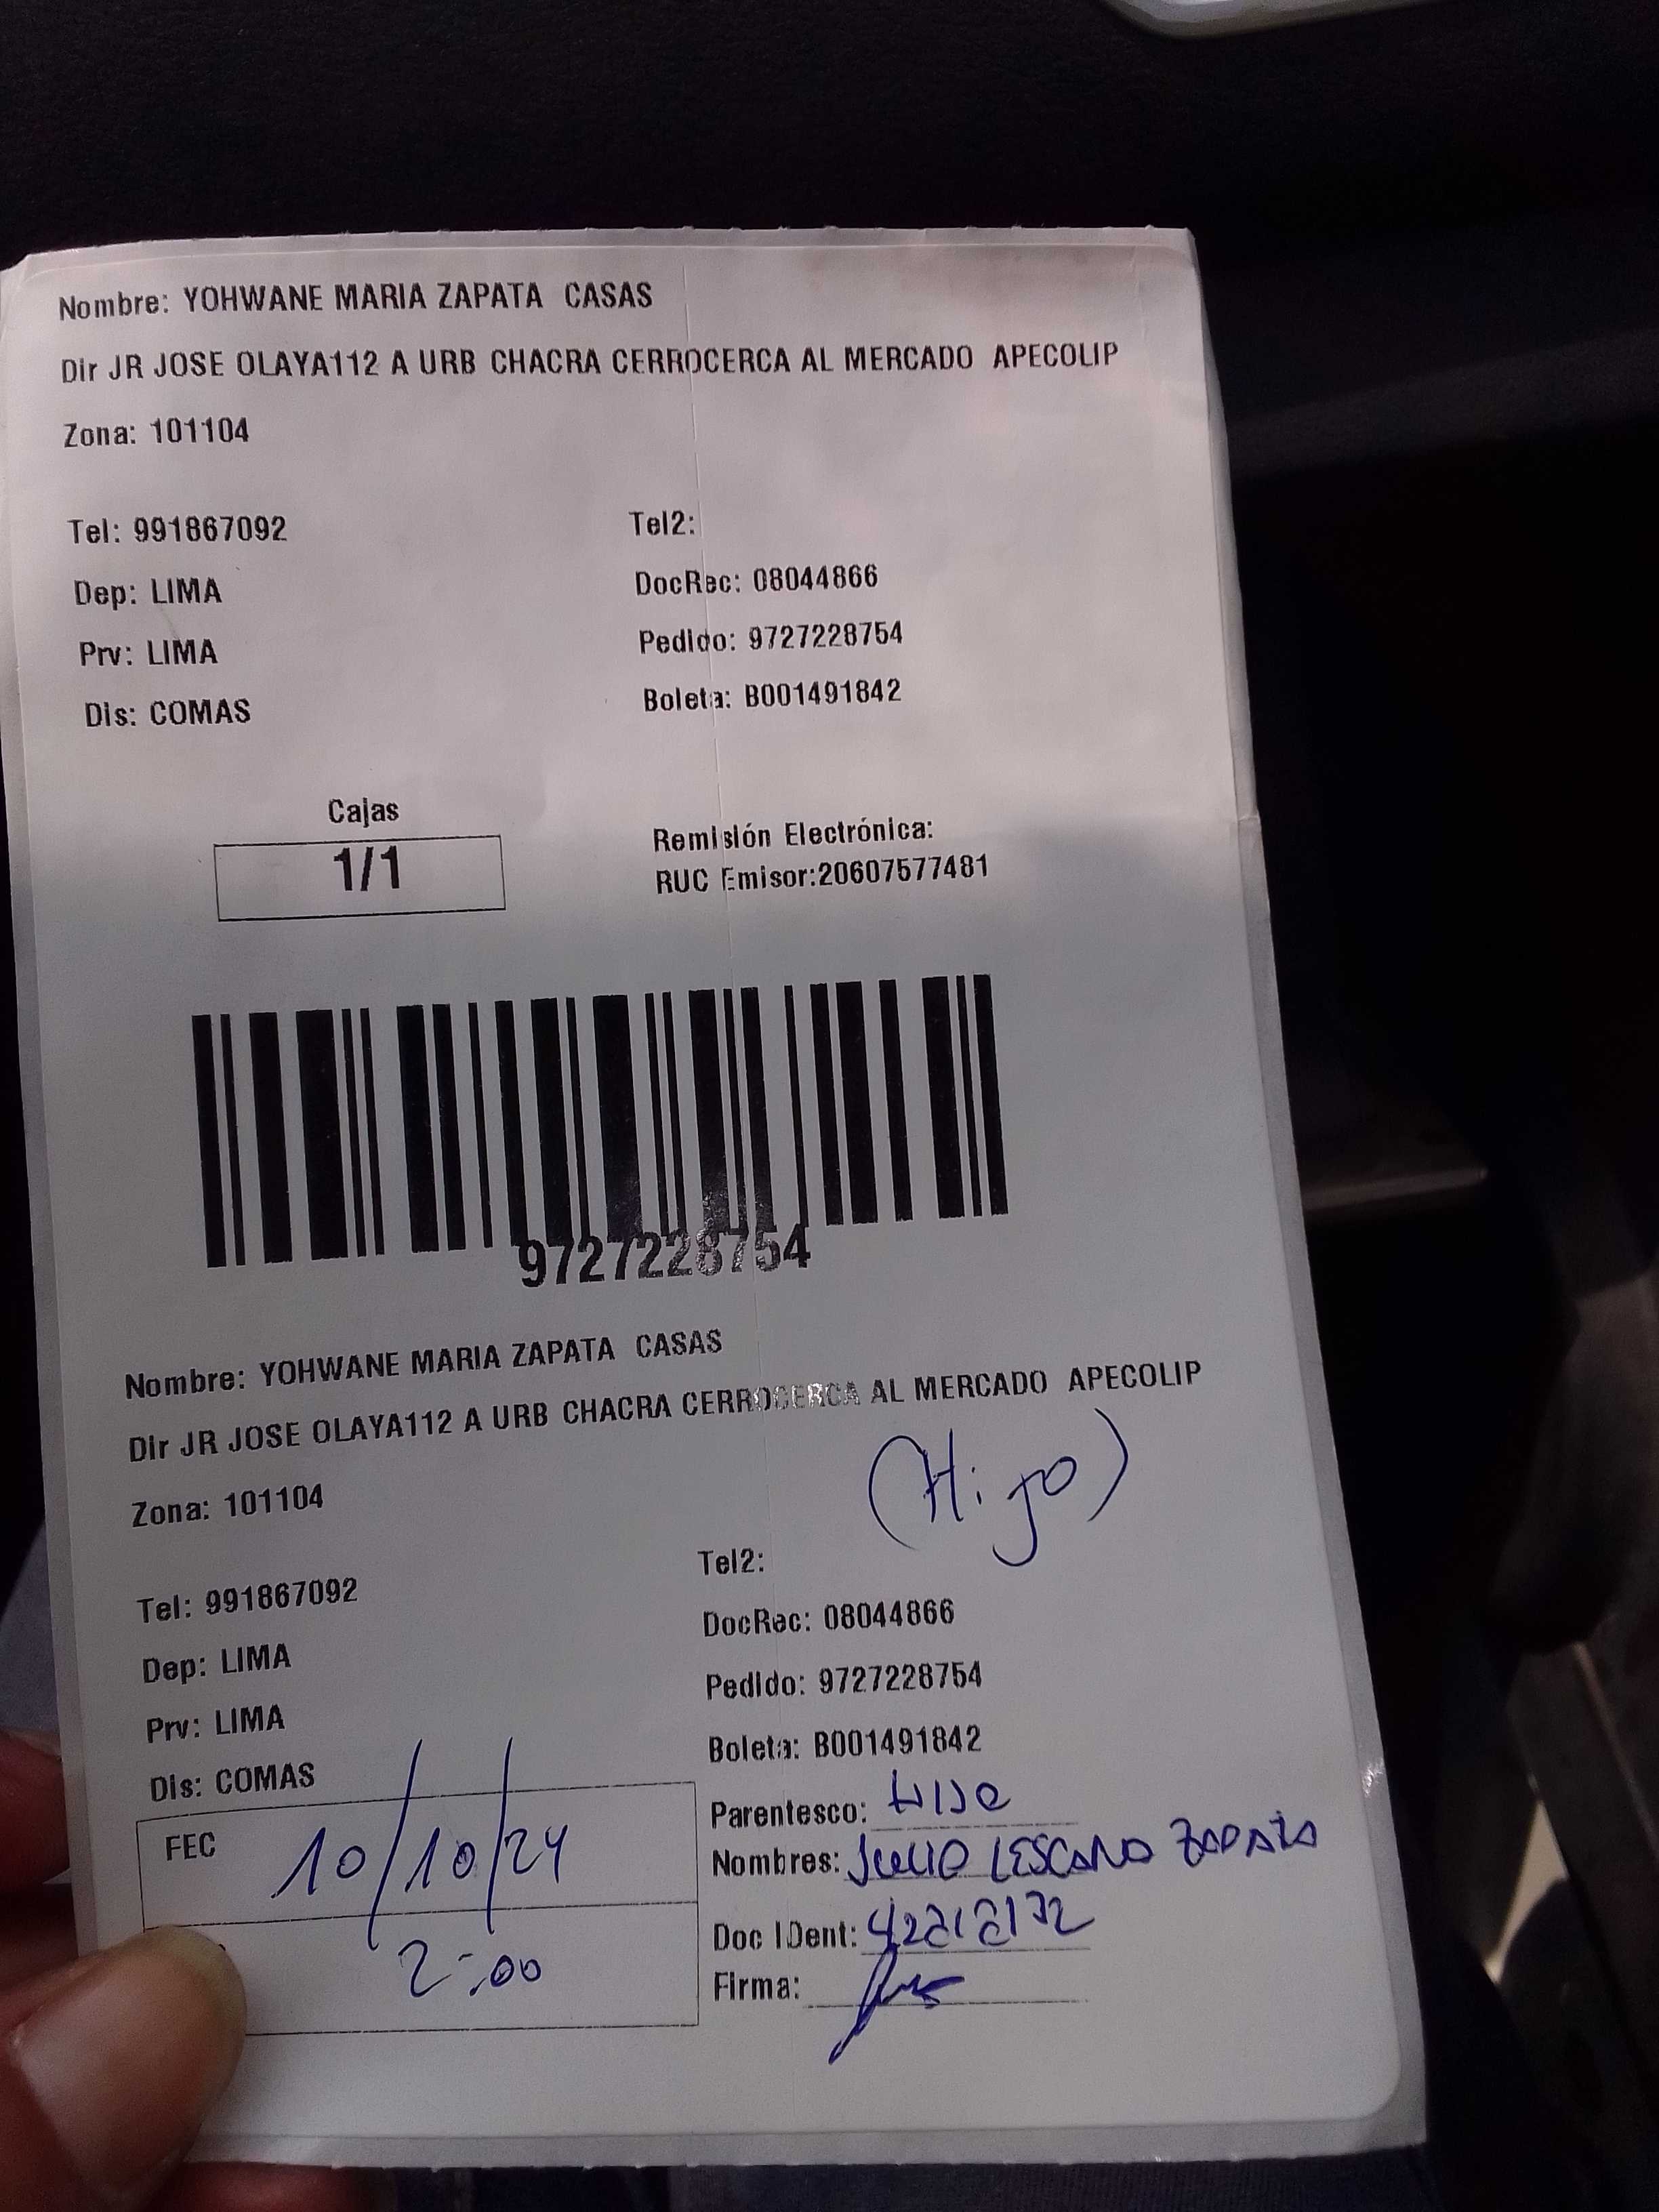 Nombre: YOHWANE MARIA ZAPATA CASAS
Dir JR JOSE OLAYA112 A URB CHACRA CERROCERCA AL MERCADO APECOLIP
Zona: 101104
Tel: 991867092 Tel2:
Dep: LIMA DocRec: 08044866
Prv: LIMA Pedido: 9727228754
Dis: COMAS Boleta: B001491842
Cajas
1/1
Remisión Electrónica:
RUC Emisor:20607577481
9727228754
Nombre: YOHWANE MARIA ZAPATA CASAS
Dir JR JOSE OLAYA112 A URB CHACRA CERROCERCA AL MERCADO APECOLIP
(Hijo)
Zona: 101104
Tel: 991867092 Tel2:
Dep: LIMA DocRec: 08044866
Prv: LIMA Pedido: 9727228754
Dis: COMAS Boleta: B001491842
FEC 10/10/24
2:00
Parentesco: HIJO
Nombres: JULIO LESCANO ZAPATA
Doc IDent:
Firma: